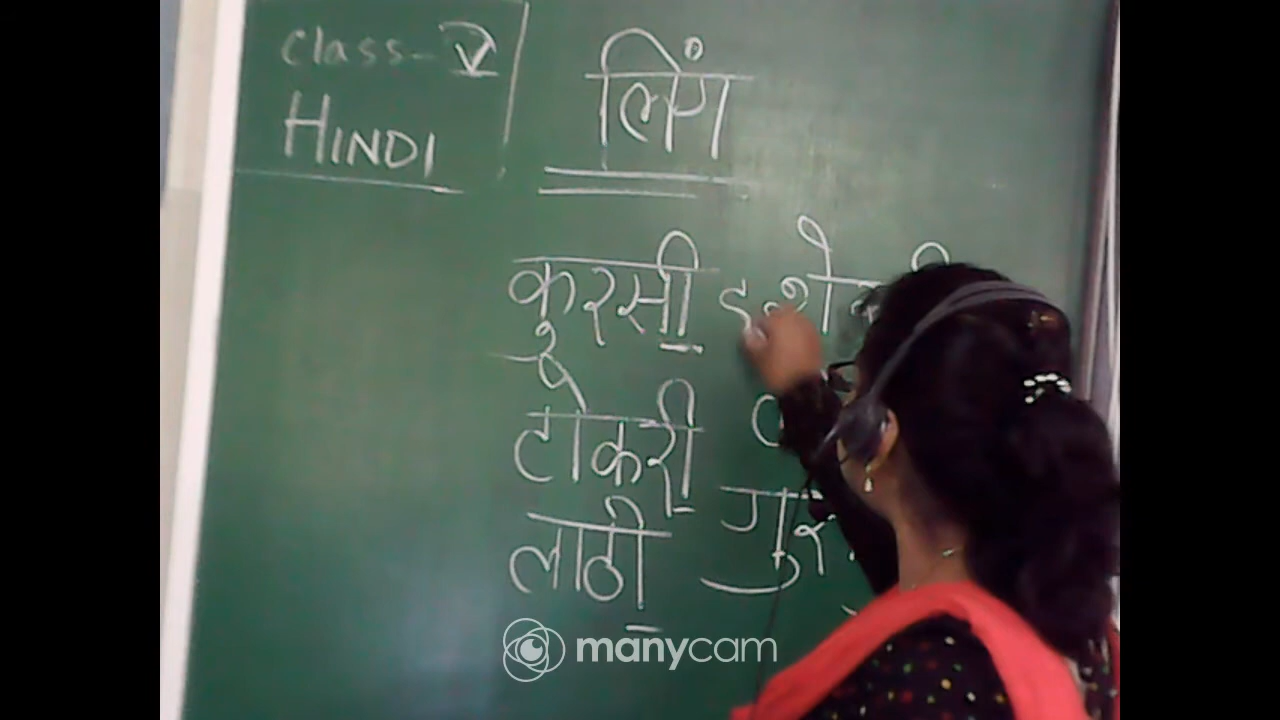 Class - V
HINDI
लिंग
कुरसी
टोकरी
लाठी
manycam